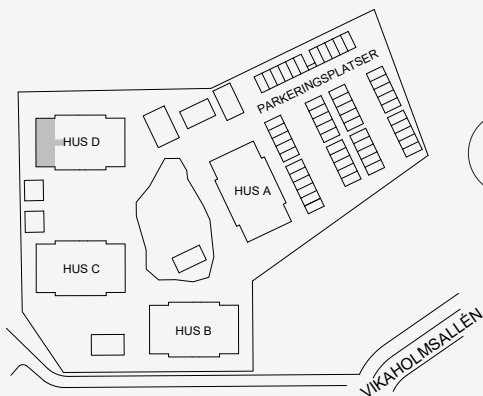 PARKERINGSPLATSER
HUS D
HUS A
HUS C
HUS B
VIKAHOLMSALLÉN